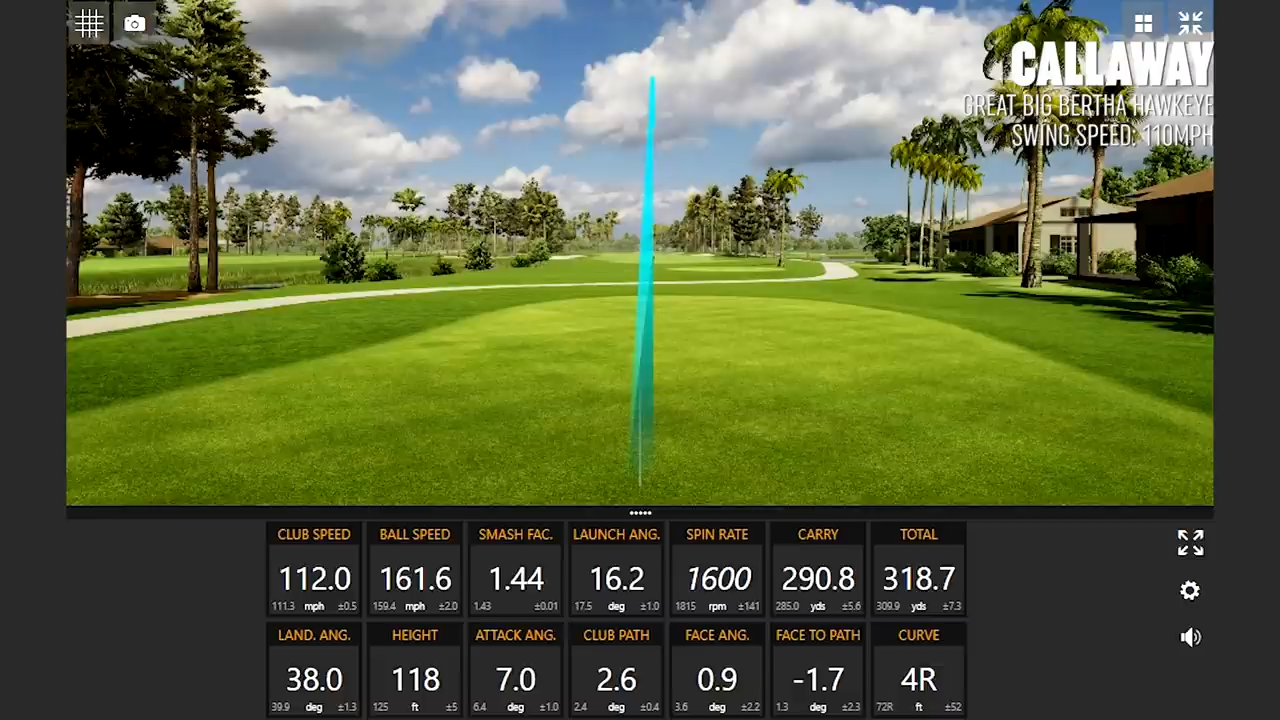 CALLAWAY
GREAT BIG BERTHA HAWKEYE
SWING SPEED: 110MPH
CLUB SPEED BALL SPEED SMASH FAC. LAUNCH ANG. SPIN RATE CARRY TOTAL
112.0 161.6 1.44 16.2 1600 290.8 318.7
111.3 mph ±0.5 159.4 mph ±2.0 1.43 ±0.01 17.5 deg ±1.0 1815 rpm ±141 285.0 yds ±5.6 309.9 yds ±7.3
LAND. ANG. HEIGHT ATTACK ANG. CLUB PATH FACE ANG. FACE TO PATH CURVE
38.0 118 7.0 2.6 0.9 -1.7 4R
39.9 deg ±1.3 125 ft ±5 6.4 deg ±1.0 2.4 deg ±0.4 3.6 deg ±2.2 1.3 deg ±2.3 72R ft ±52